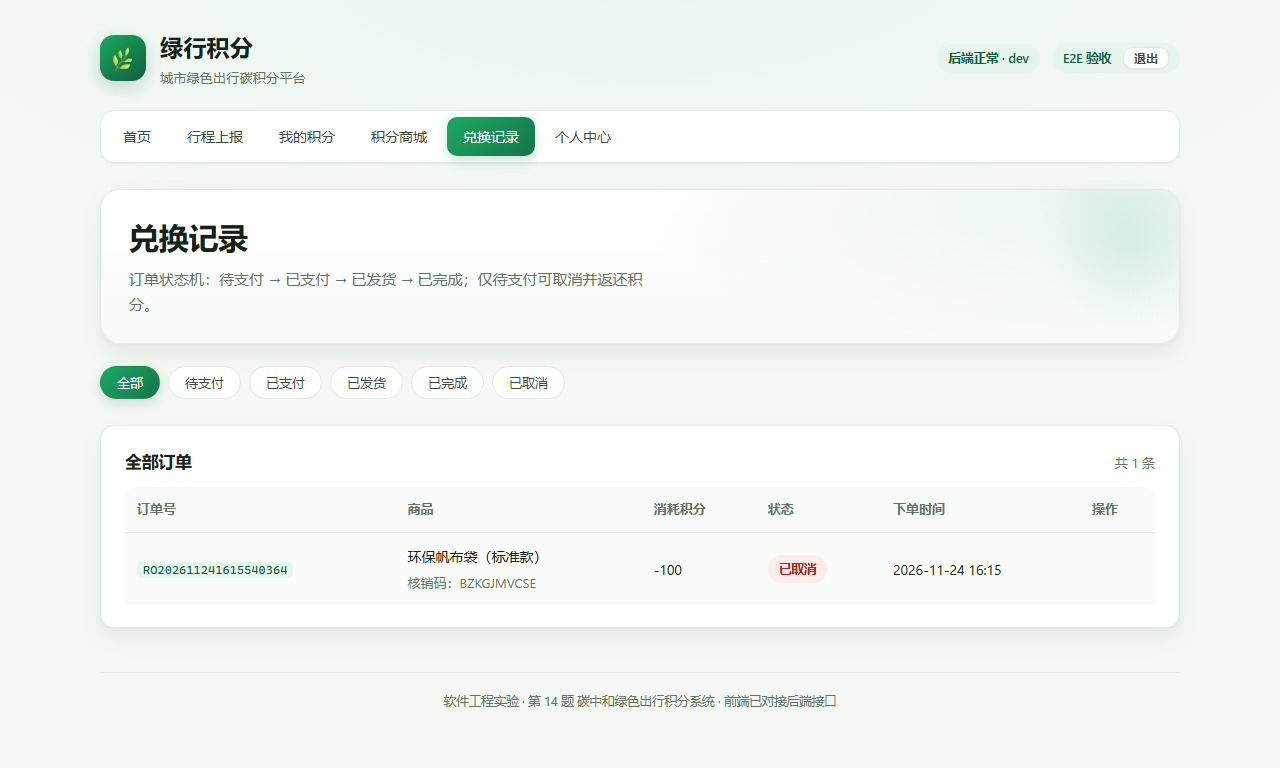 绿行积分
城市绿色出行碳积分平台
后端正常 · dev
E2E 验收
退出
首页
行程上报
我的积分
积分商城
兑换记录
个人中心
兑换记录
订单状态机：待支付 → 已支付 → 已发货 → 已完成；仅待支付可取消并返还积
分。
全部
待支付
已支付
已发货
已完成
已取消
全部订单
共 1 条
订单号
商品
消耗积分
状态
下单时间
操作
RO202611241615540364
环保帆布袋（标准款）
核销码：BZKGJMVCSE
-100
已取消
2026-11-24 16:15
软件工程实验 · 第 14 题 碳中和绿色出行积分系统 · 前端已对接后端接口